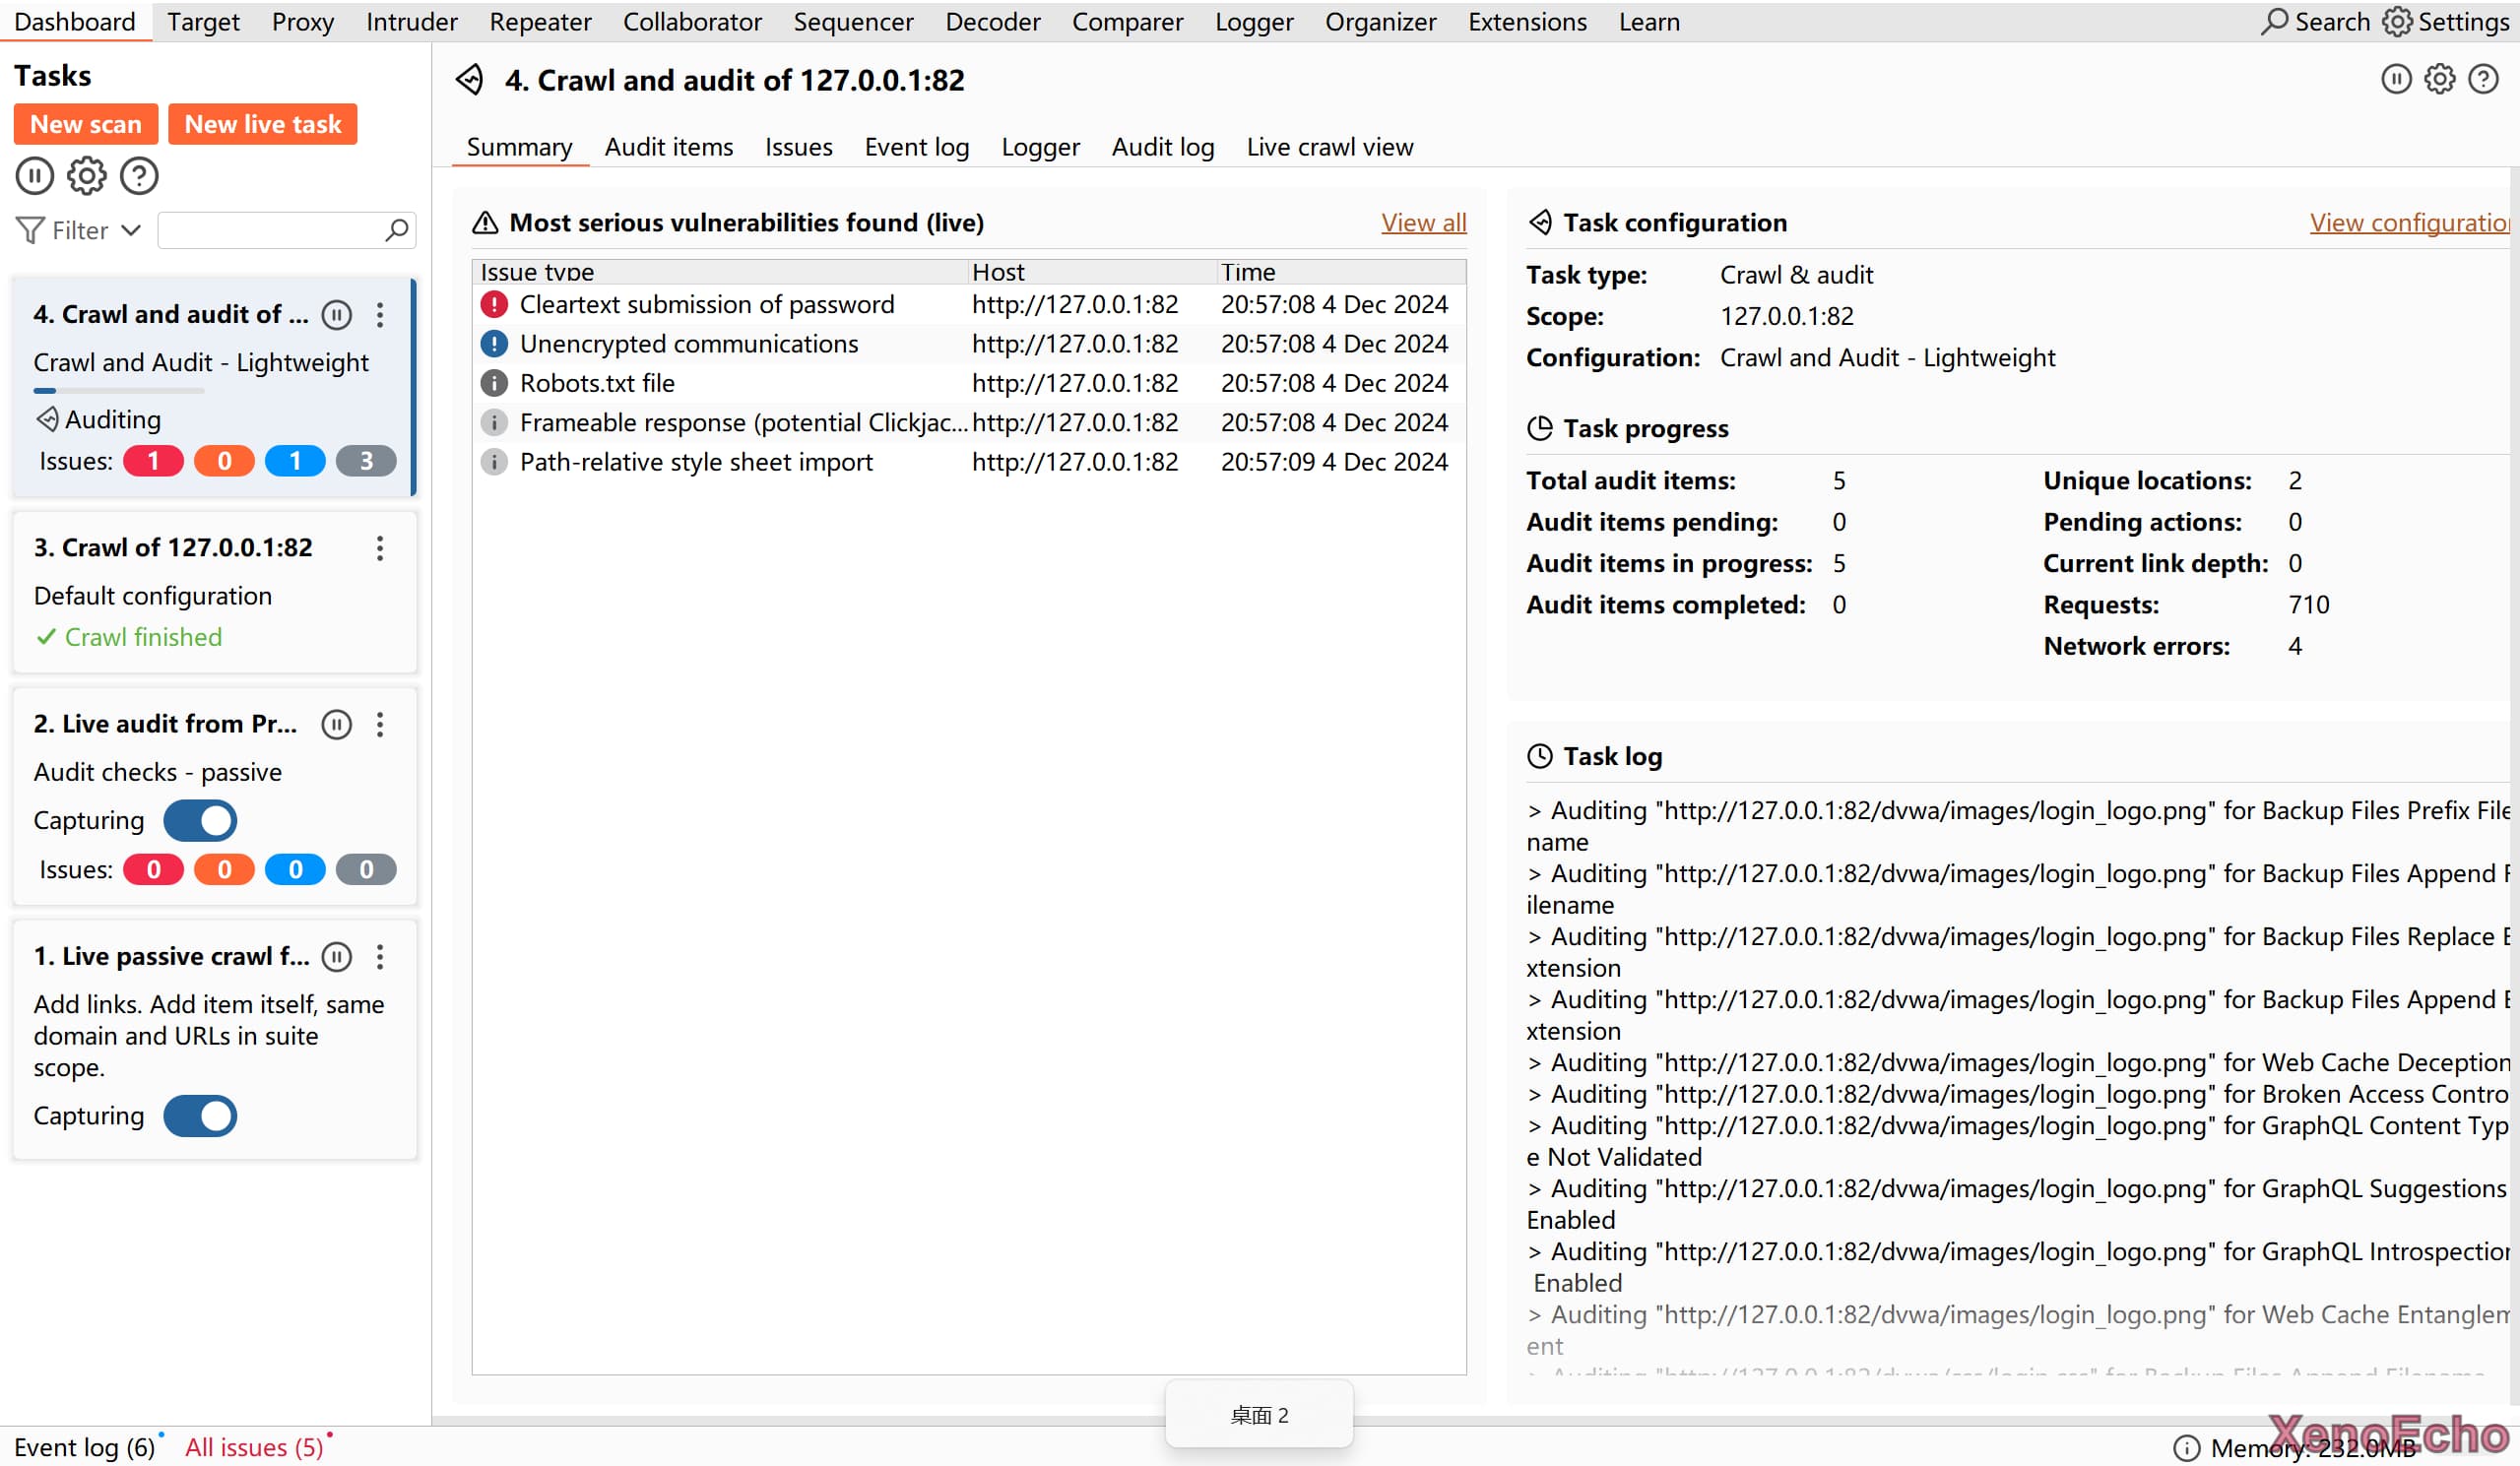 Dashboard Target Proxy Intruder Repeater Collaborator Sequencer Decoder Comparer Logger Organizer Extensions Learn Search Settings
Tasks
New scan New live task
Filter
4. Crawl and audit of ...
Crawl and Audit - Lightweight
Auditing
Issues: 1 0 1 3
3. Crawl of 127.0.0.1:82
Default configuration
Crawl finished
2. Live audit from Pr...
Audit checks - passive
Capturing
Issues: 0 0 0 0
1. Live passive crawl f...
Add links. Add item itself, same
domain and URLs in suite
scope.
Capturing
4. Crawl and audit of 127.0.0.1:82
Summary Audit items Issues Event log Logger Audit log Live crawl view
Most serious vulnerabilities found (live) View all
Issue type Host Time
Cleartext submission of password http://127.0.0.1:82 20:57:08 4 Dec 2024
Unencrypted communications http://127.0.0.1:82 20:57:08 4 Dec 2024
Robots.txt file http://127.0.0.1:82 20:57:08 4 Dec 2024
Frameable response (potential Clickjac... http://127.0.0.1:82 20:57:08 4 Dec 2024
Path-relative style sheet import http://127.0.0.1:82 20:57:09 4 Dec 2024
Task configuration View configuratio
Task type: Crawl & audit
Scope: 127.0.0.1:82
Configuration: Crawl and Audit - Lightweight
Task progress
Total audit items: 5 Unique locations: 2
Audit items pending: 0 Pending actions: 0
Audit items in progress: 5 Current link depth: 0
Audit items completed: 0 Requests: 710
Network errors: 4
Task log
> Auditing "http://127.0.0.1:82/dvwa/images/login_logo.png" for Backup Files Prefix File
name
> Auditing "http://127.0.0.1:82/dvwa/images/login_logo.png" for Backup Files Append F
ilename
> Auditing "http://127.0.0.1:82/dvwa/images/login_logo.png" for Backup Files Replace E
xtension
> Auditing "http://127.0.0.1:82/dvwa/images/login_logo.png" for Backup Files Append E
xtension
> Auditing "http://127.0.0.1:82/dvwa/images/login_logo.png" for Web Cache Deception
> Auditing "http://127.0.0.1:82/dvwa/images/login_logo.png" for Broken Access Contro
> Auditing "http://127.0.0.1:82/dvwa/images/login_logo.png" for GraphQL Content Typ
e Not Validated
> Auditing "http://127.0.0.1:82/dvwa/images/login_logo.png" for GraphQL Suggestions
Enabled
> Auditing "http://127.0.0.1:82/dvwa/images/login_logo.png" for GraphQL Introspection
Enabled
> Auditing "http://127.0.0.1:82/dvwa/images/login_logo.png" for Web Cache Entanglem
ent
> Auditing "http://127.0.0.1:82/dvwa/css/login.css" for Backup Files Append Filename
桌面 2
Event log (6) All issues (5) Memory: 232.0MB
XenoEcho